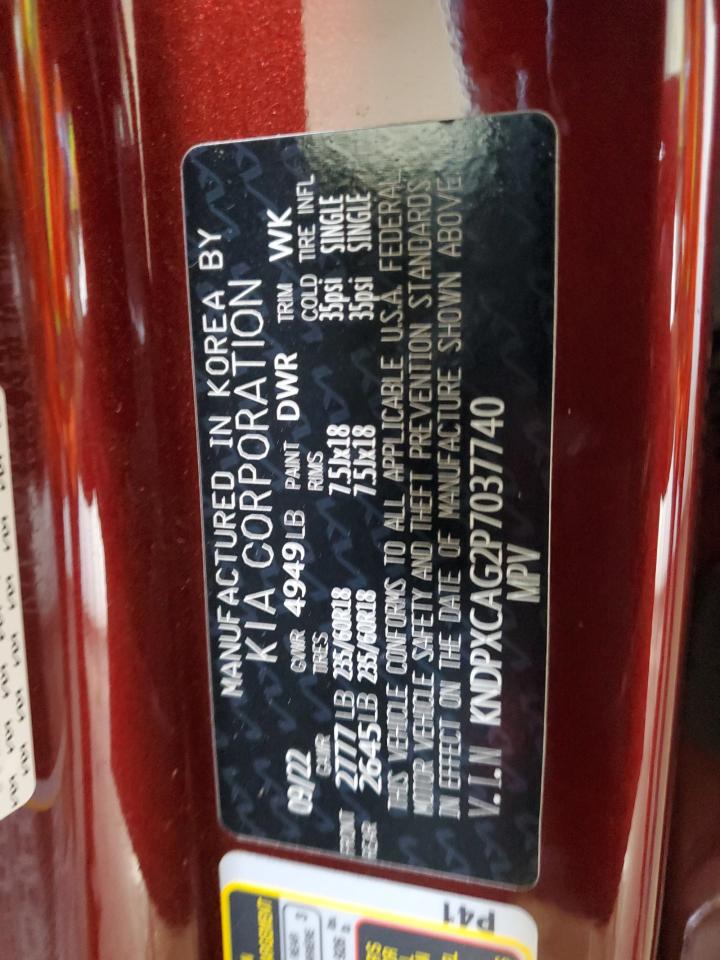 MANUFACTURED IN KOREA BY
KIA CORPORATION
09/22 GVWR 4949LB PAINT DWR TRIM WK
GAWR TIRES RIMS COLD TIRE INFL
FRONT 2777LB 235/60R18 7.5Jx18 35psi SINGLE
REAR 2645LB 235/60R18 7.5Jx18 35psi SINGLE
THIS VEHICLE CONFORMS TO ALL APPLICABLE U.S.A. FEDERAL
MOTOR VEHICLE SAFETY AND THEFT PREVENTION STANDARDS
IN EFFECT ON THE DATE OF MANUFACTURE SHOWN ABOVE
V.I.N KNDPXCAG2P7037740
MPV
P41
REAR